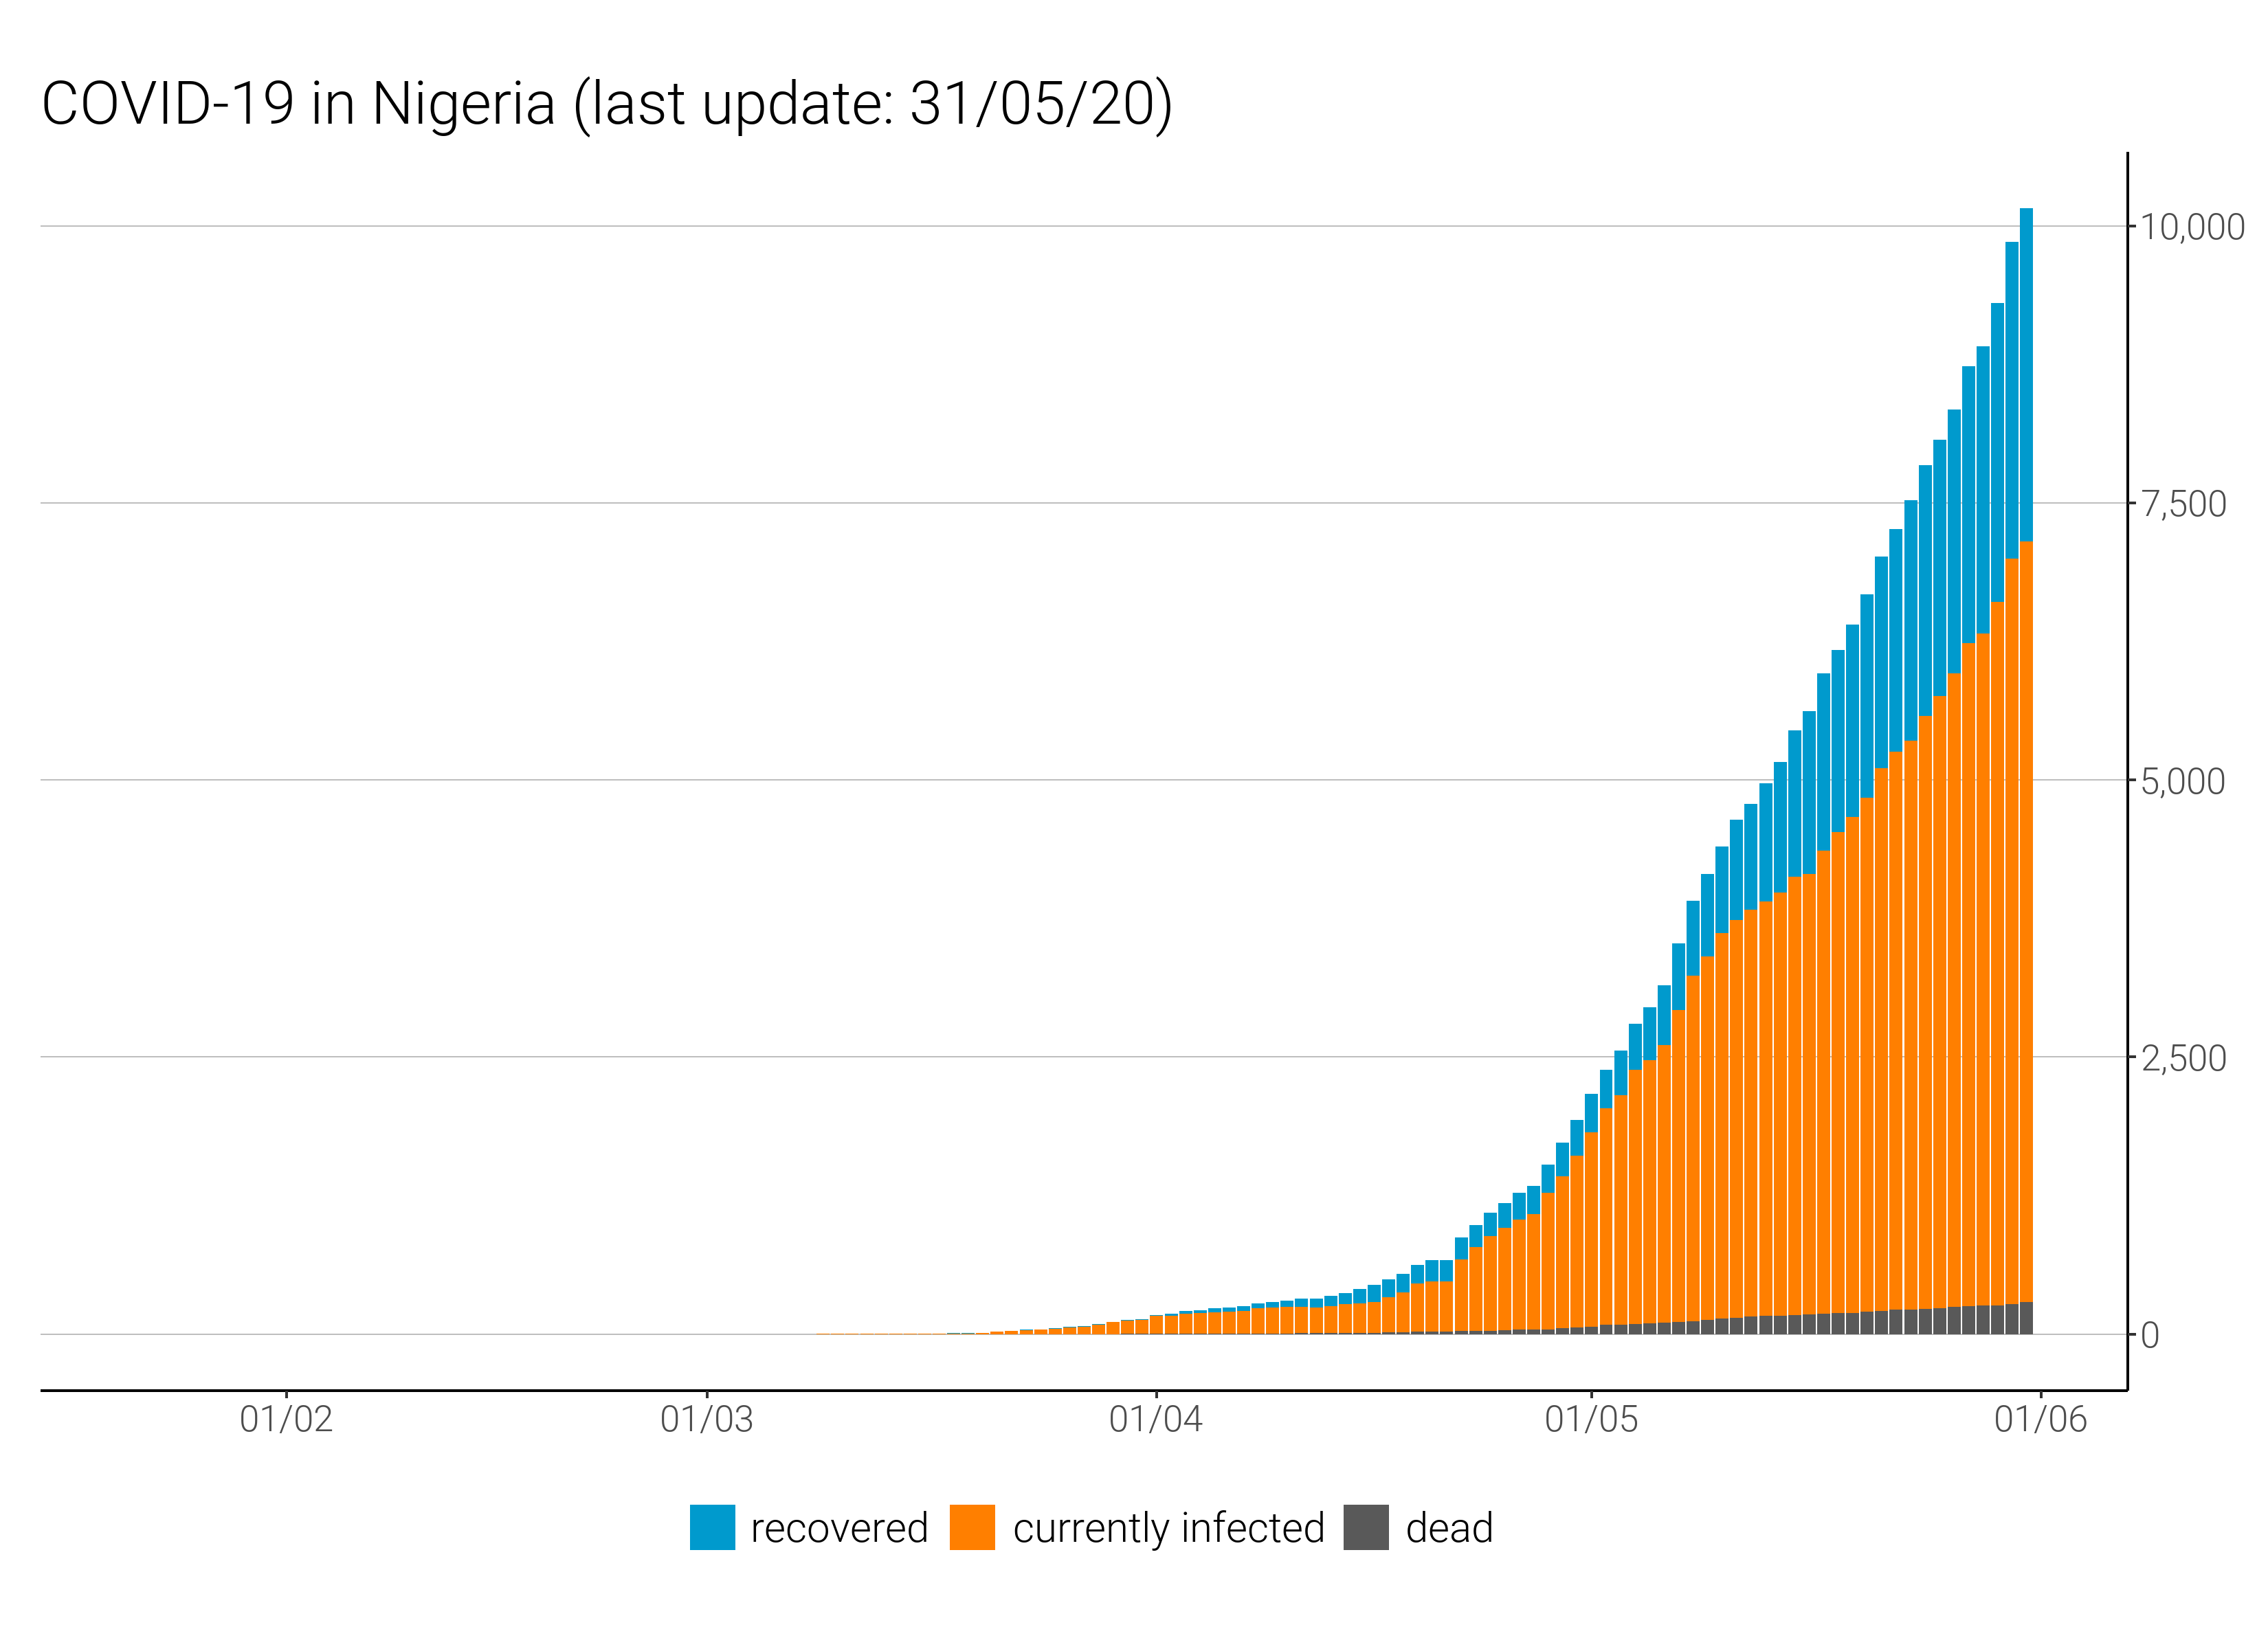 COVID-19 in Nigeria (last update: 31/05/20)
10,000
7,500
5,000
2,500
0
01/02 01/03 01/04 01/05 01/06
recovered currently infected dead